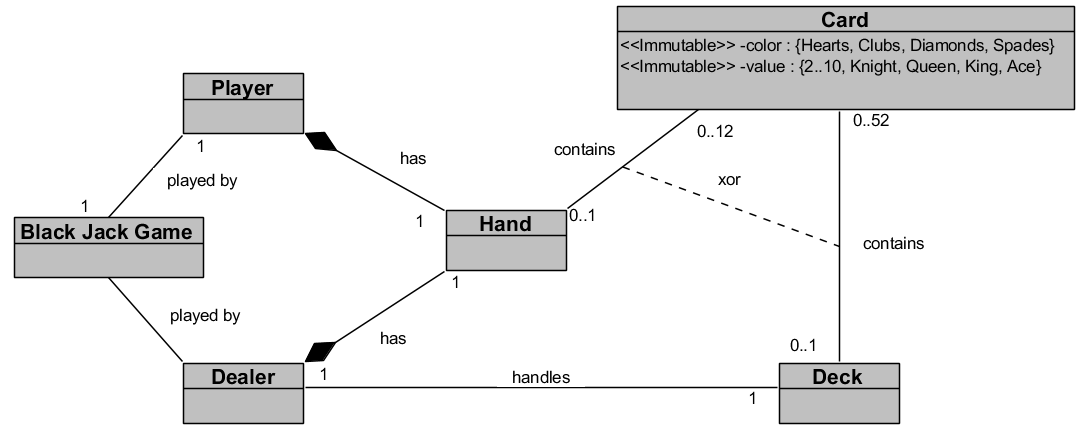 Card
<<Immutable>> -color : {Hearts, Clubs, Diamonds, Spades}
<<Immutable>> -value : {2..10, Knight, Queen, King, Ace}
Player
0..52
0..12
1
contains
has
xor
played by
1
1
0..1
Hand
Black Jack Game
contains
1
played by
has
0..1
Dealer
1
handles
1
Deck